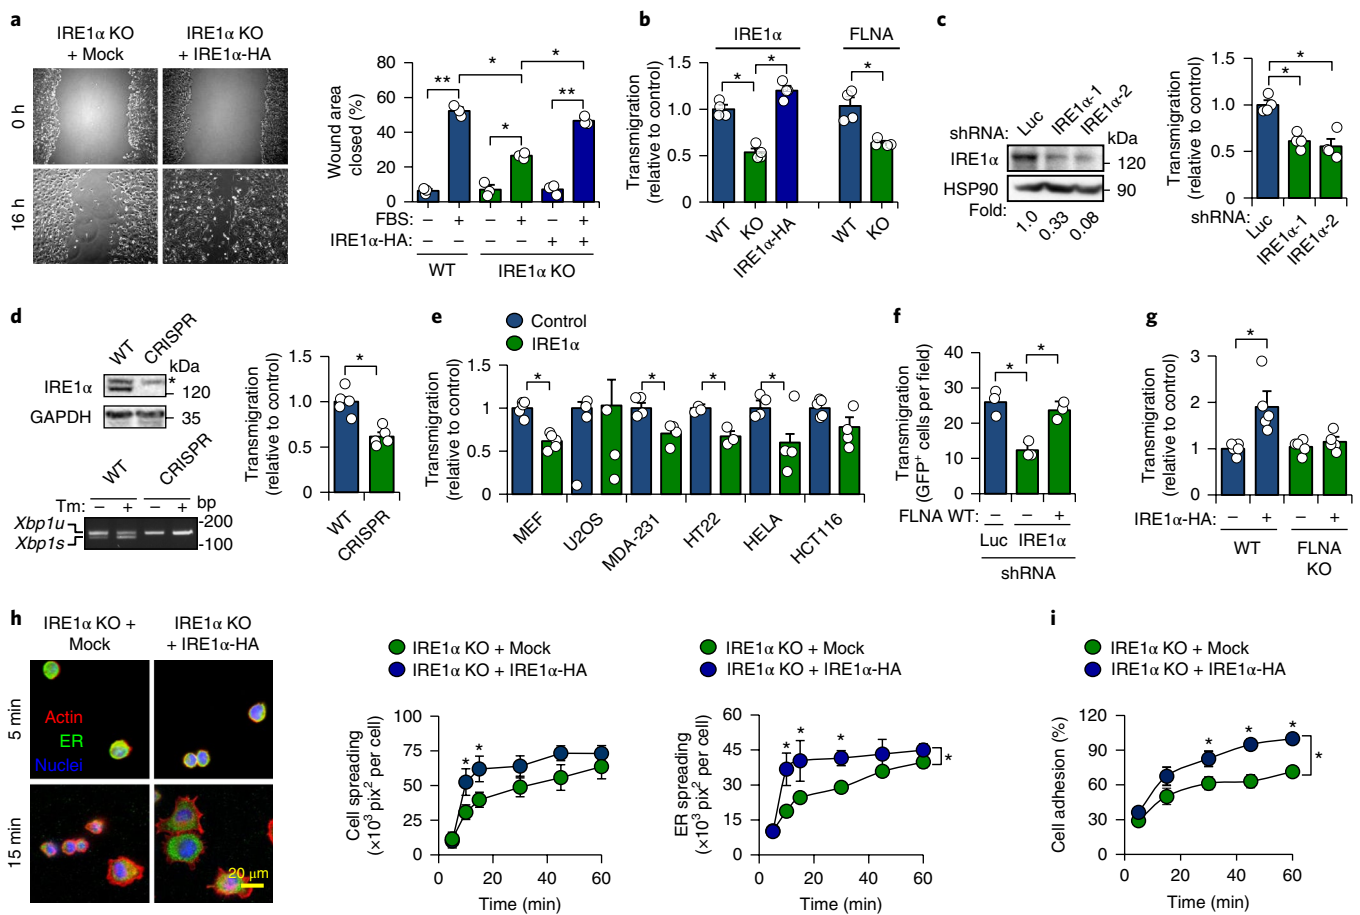 a
IRE1α KO
+ Mock
IRE1α KO
+ IRE1α-HA
0 h
16 h
Wound area
closed (%)
80
60
40
20
0
**
*
*
*
**
FBS: – + – + – +
IRE1α-HA: – – – – + +
WT
IRE1α KO
b
IRE1α
FLNA
Transmigration
(relative to control)
1.5
1.0
0.5
0
*
*
*
WT
KO
IRE1α-HA
WT
KO
c
shRNA:
Luc
IRE1α-1
IRE1α-2
kDa
IRE1α
120
HSP90
90
Fold:
1.0
0.33
0.08
Transmigration
(relative to control)
1.5
1.0
0.5
0
*
*
shRNA:
Luc
IRE1α-1
IRE1α-2
d
WT
CRISPR
kDa
IRE1α
*
120
GAPDH
35
WT
CRISPR
Tm: – + – +
bp
Xbp1u
Xbp1s
-200
-100
Transmigration
(relative to control)
1.5
1.0
0.5
0
*
WT
CRISPR
e
Control
IRE1α
Transmigration
(relative to control)
1.5
1
0.5
0
*
*
*
*
MEF
U2OS
MDA-231
HT22
HELA
HCT116
f
Transmigration
(GFP+ cells per field)
40
30
20
10
0
*
*
FLNA WT: – – +
Luc
IRE1α
shRNA
g
Transmigration
(relative to control)
3
2
1
0
*
IRE1α-HA: – + – +
WT
FLNA
KO
h
IRE1α KO +
Mock
IRE1α KO
+ IRE1α-HA
5 min
15 min
Actin
ER
Nuclei
20 μm
IRE1α KO + Mock
IRE1α KO + IRE1α-HA
Cell spreading
(×10³ pix² per cell)
100
75
50
25
0
*
*
0
20
40
60
Time (min)
IRE1α KO + Mock
IRE1α KO + IRE1α-HA
ER spreading
(×10³ pix² per cell)
60
45
30
15
0
*
*
*
*
0
20
40
60
Time (min)
i
IRE1α KO + Mock
IRE1α KO + IRE1α-HA
Cell adhesion (%)
120
90
60
30
0
*
*
*
*
0
20
40
60
Time (min)